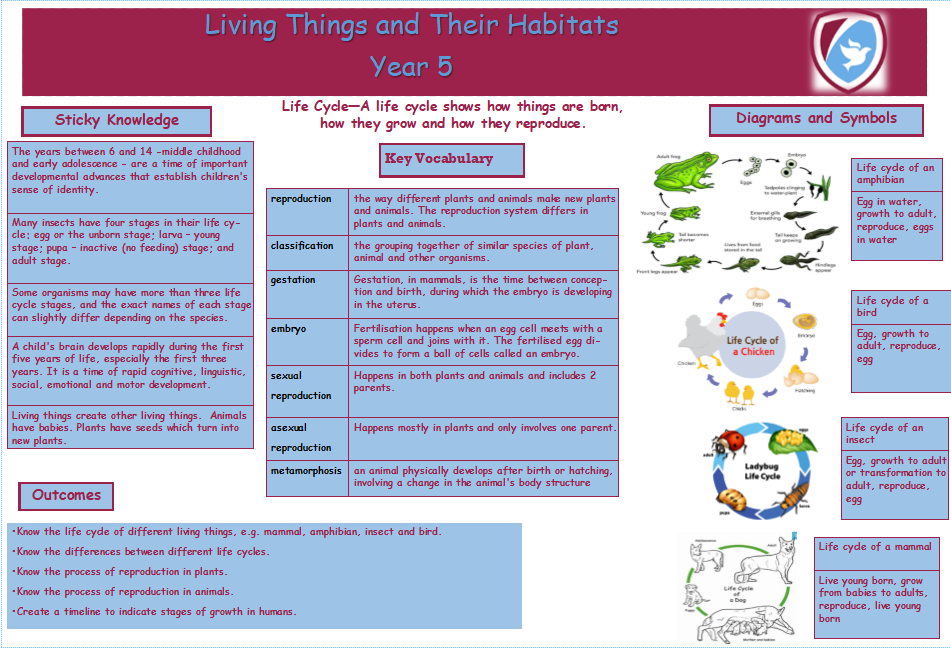 Living Things and Their Habitats
Year 5
Life Cycle—A life cycle shows how things are born,
how they grow and how they reproduce.
Sticky Knowledge
The years between 6 and 14 -middle childhood
and early adolescence - are a time of important
developmental advances that establish children's
sense of identity.
Many insects have four stages in their life cy-
cle: egg or the unborn stage; larva - young
stage; pupa - inactive (no feeding) stage; and
adult stage.
Some organisms may have more than three life
cycle stages, and the exact names of each stage
can slightly differ depending on the species.
A child's brain develops rapidly during the first
five years of life, especially the first three
years. It is a time of rapid cognitive, linguistic,
social, emotional and motor development.
Living things create other living things.  Animals
have babies. Plants have seeds which turn into
new plants.
Outcomes
•Know the life cycle of different living things, e.g. mammal, amphibian, insect and bird.
•Know the differences between different life cycles.
•Know the process of reproduction in plants.
•Know the process of reproduction in animals.
•Create a timeline to indicate stages of growth in humans.
Key Vocabulary
reproduction
the way different plants and animals make new plants
and animals. The reproduction system differs in
plants and animals.
classification
the grouping together of similar species of plant,
animal and other organisms.
gestation
Gestation, in mammals, is the time between concep-
tion and birth, during which the embryo is developing
in the uterus.
embryo
Fertilisation happens when an egg cell meets with a
sperm cell and joins with it. The fertilised egg di-
vides to form a ball of cells called an embryo.
sexual
reproduction
Happens in both plants and animals and includes 2
parents.
asexual
reproduction
Happens mostly in plants and only involves one parent.
metamorphosis
an animal physically develops after birth or hatching,
involving a change in the animal's body structure
Diagrams and Symbols
Adult frog
Embryo
Eggs
Tadpoles clinging
to water plant
External gills
for breathing
Tail keeps
on growing
Hindlegs
appear
Lives from food
stored in the tail
Front legs appear
Tail becomes
shorter
Young frog
Life cycle of an
amphibian
Egg in water,
growth to adult,
reproduce, eggs
in water
Eggs
Embryo
Hatching
Chicks
Chicken
Life Cycle of
a Chicken
Life cycle of a
bird
Egg, growth to
adult, reproduce,
egg
Adult
eggs
larva
pupa
Ladybug
Life Cycle
Life cycle of an
insect
Egg, growth to adult
or transformation to
adult, reproduce,
egg
Adult
Life Cycle
of
a Dog
Mother and babies
Life cycle of a mammal
Live young born, grow
from babies to adults,
reproduce, live young
born